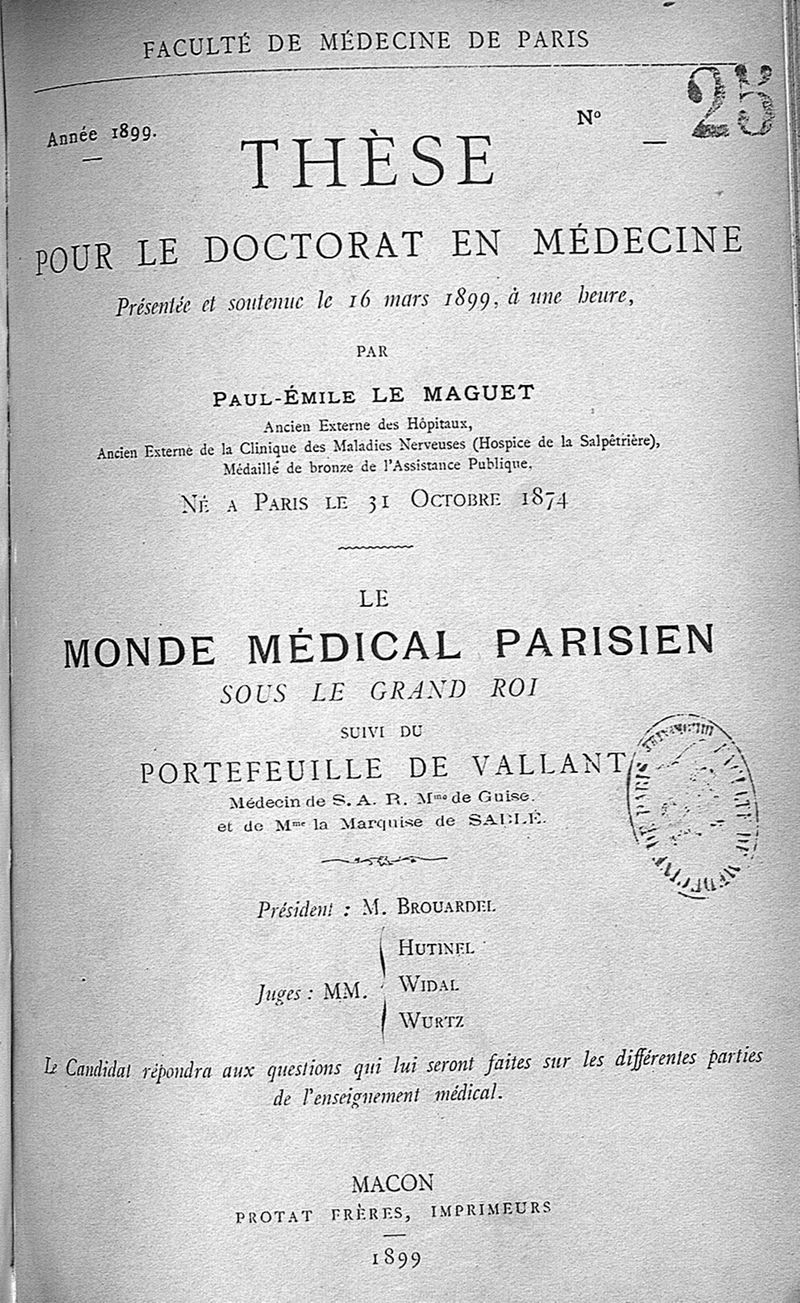 FACULTÉ DE MÉDECINE DE PARIS
Année 1899.
N° 25
THÈSE
POUR LE DOCTORAT EN MÉDECINE
Présentée et soutenue le 16 mars 1899, à une heure,
PAR
PAUL-ÉMILE LE MAGUET
Ancien Externe des Hôpitaux,
Ancien Externe de la Clinique des Maladies Nerveuses (Hospice de la Salpêtrière),
Médaillé de bronze de l'Assistance Publique.
NÉ A PARIS LE 31 OCTOBRE 1874
LE
MONDE MÉDICAL PARISIEN
SOUS LE GRAND ROI
SUIVI DU
PORTEFEUILLE DE VALLANT
Médecin de S. A. R. Mme de Guise.
et de Mme la Marquise de SABLÉ.
FACULTÉ DE MÉDECINE DE PARIS
Président : M. BROUARDEL
HUTINEL
Juges : MM. WIDAL
WURTZ
Le Candidat répondra aux questions qui lui seront faites sur les différentes parties
de l'enseignement médical.
MACON
PROTAT FRÈRES, IMPRIMEURS
1899